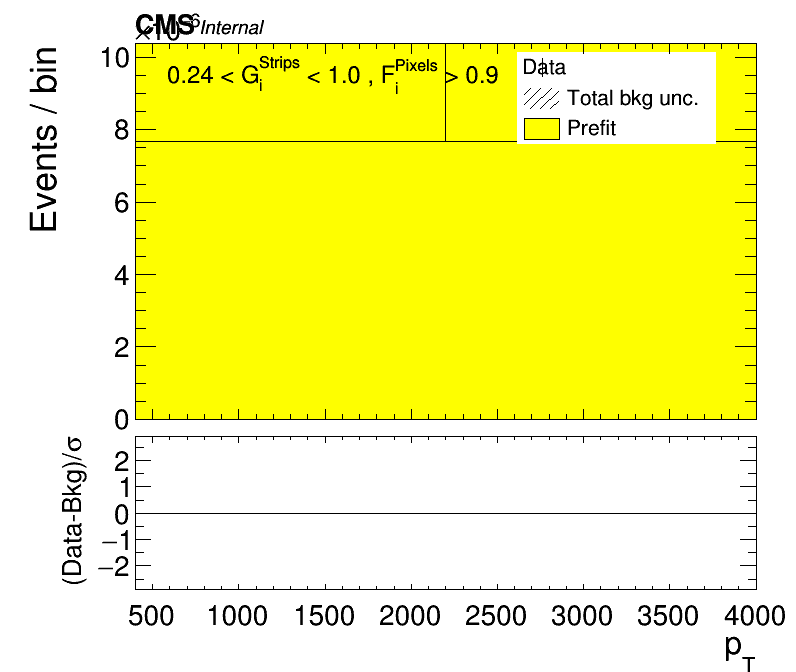 CMS Internal
×10⁻⁶
Events / bin
10
8
6
4
2
0
0.24 < G_i^Strips < 1.0 , F_i^Pixels > 0.9
Data
Total bkg unc.
Prefit
(Data-Bkg)/σ
2
1
0
−1
−2
500 1000 1500 2000 2500 3000 3500 4000
p_T